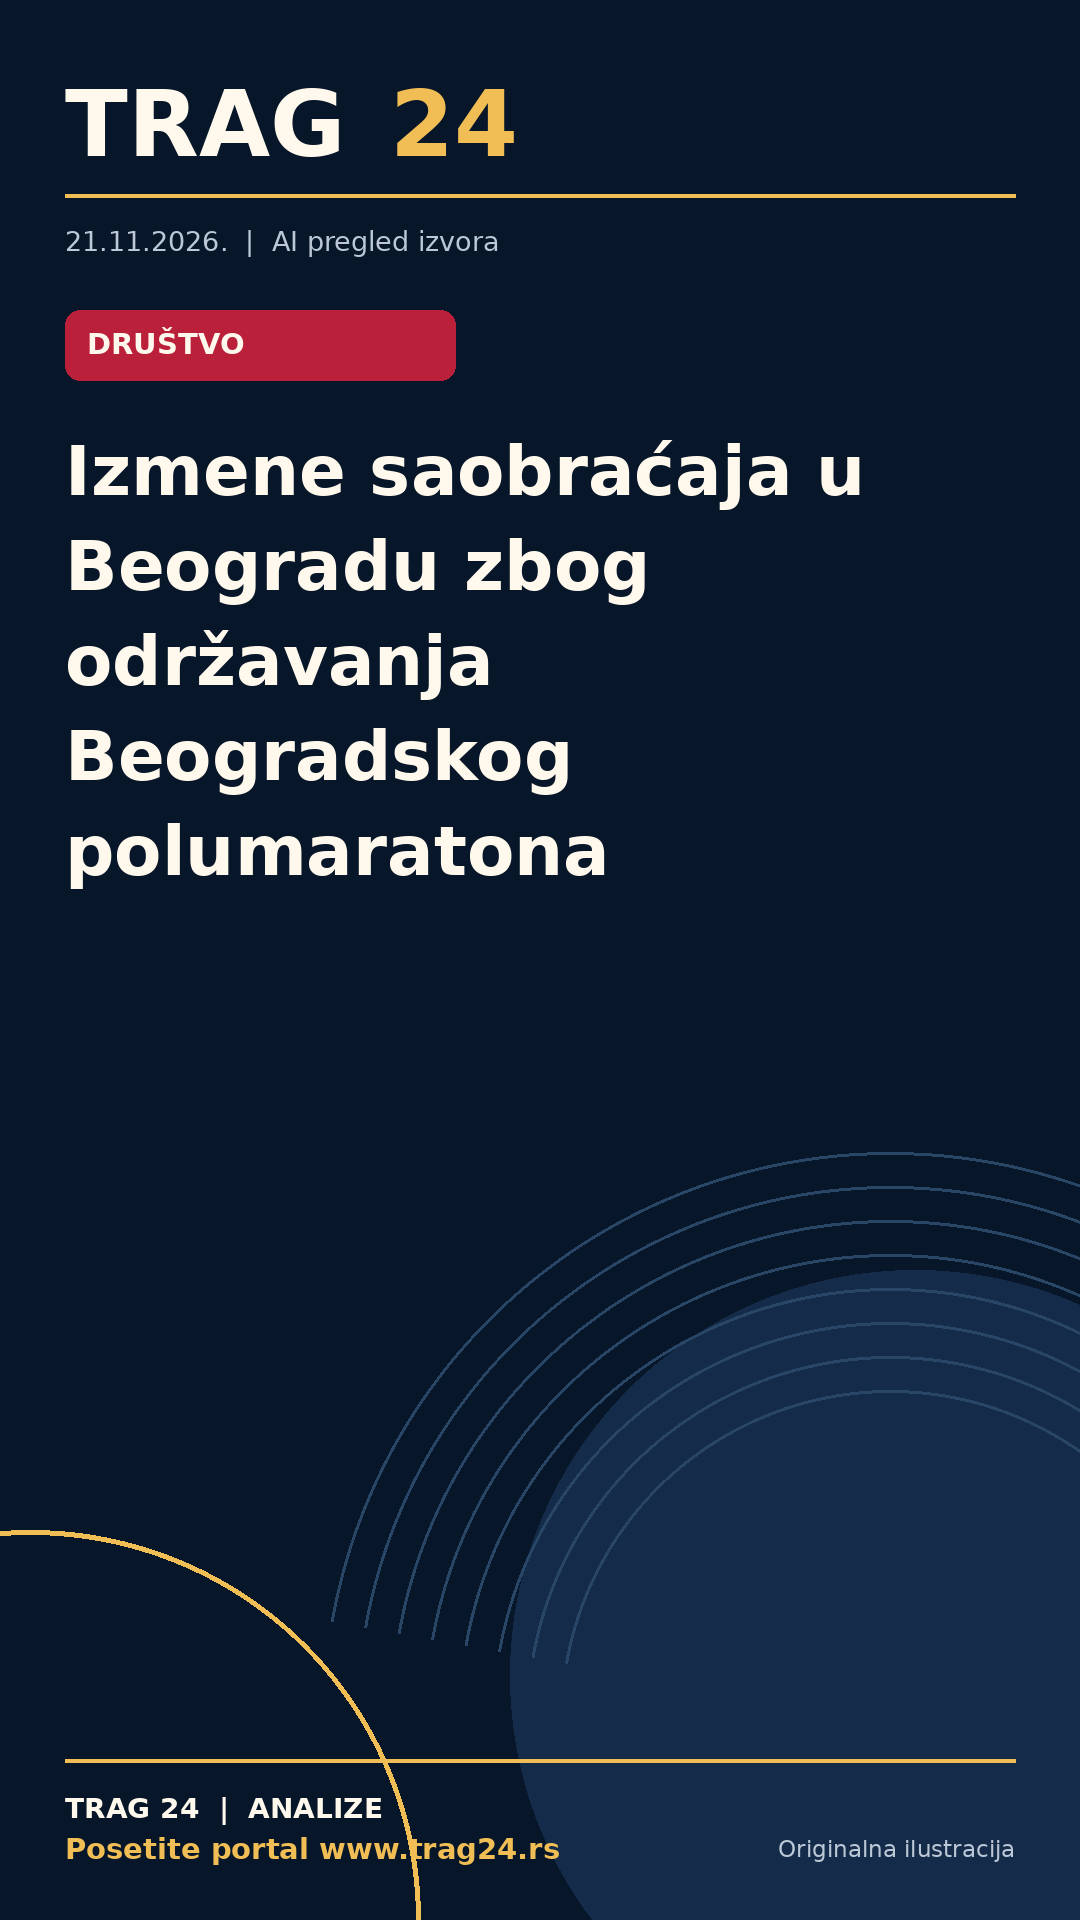 TRAG 24
21.11.2026. | AI pregled izvora
DRUŠTVO
Izmene saobraćaja u
Beogradu zbog
održavanja
Beogradskog
polumaratona
TRAG 24 | ANALIZE
Posetite portal www.trag24.rs
Originalna ilustracija